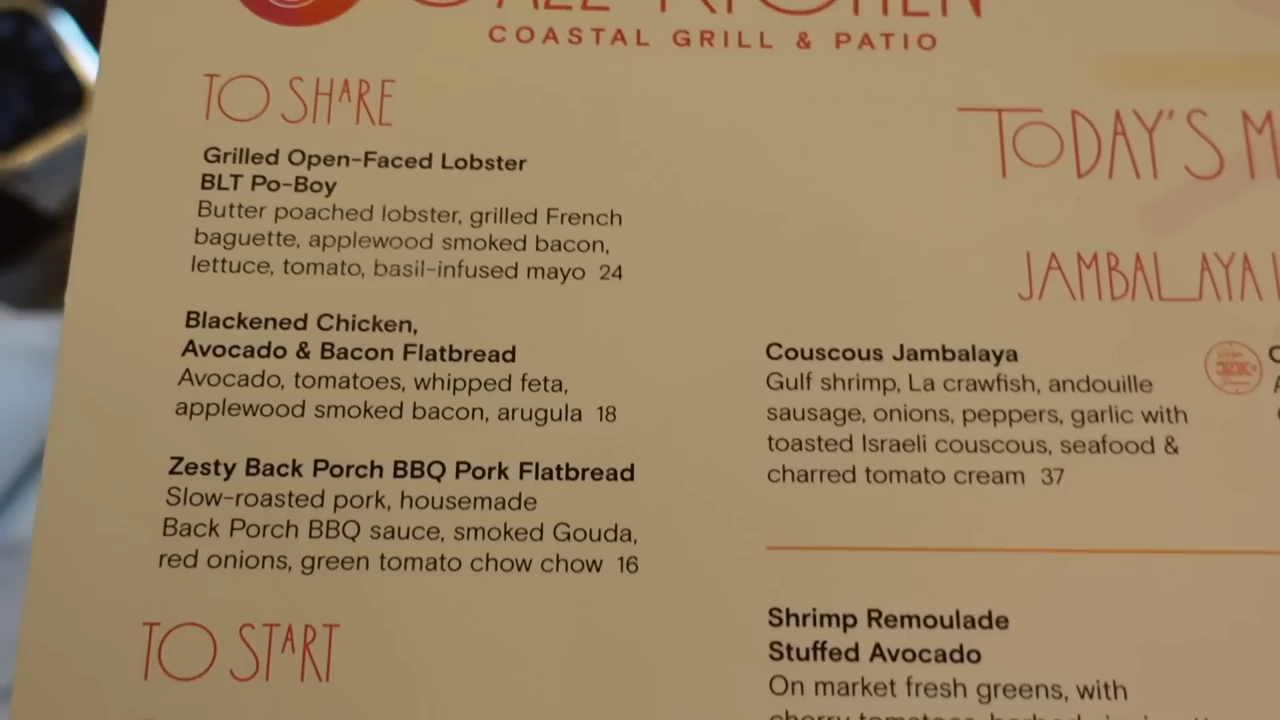 COASTAL GRILL & PATIO
TO SHARE
Grilled Open-Faced Lobster
BLT Po-Boy
Butter poached lobster, grilled French
baguette, applewood smoked bacon,
lettuce, tomato, basil-infused mayo 24
Blackened Chicken,
Avocado & Bacon Flatbread
Avocado, tomatoes, whipped feta,
applewood smoked bacon, arugula 18
Zesty Back Porch BBQ Pork Flatbread
Slow-roasted pork, housemade
Back Porch BBQ sauce, smoked Gouda,
red onions, green tomato chow chow 16
TO START
TODAY'S M
JAMBALAYA
Couscous Jambalaya
Gulf shrimp, La crawfish, andouille
sausage, onions, peppers, garlic with
toasted Israeli couscous, seafood &
charred tomato cream 37
Shrimp Remoulade
Stuffed Avocado
On market fresh greens, with